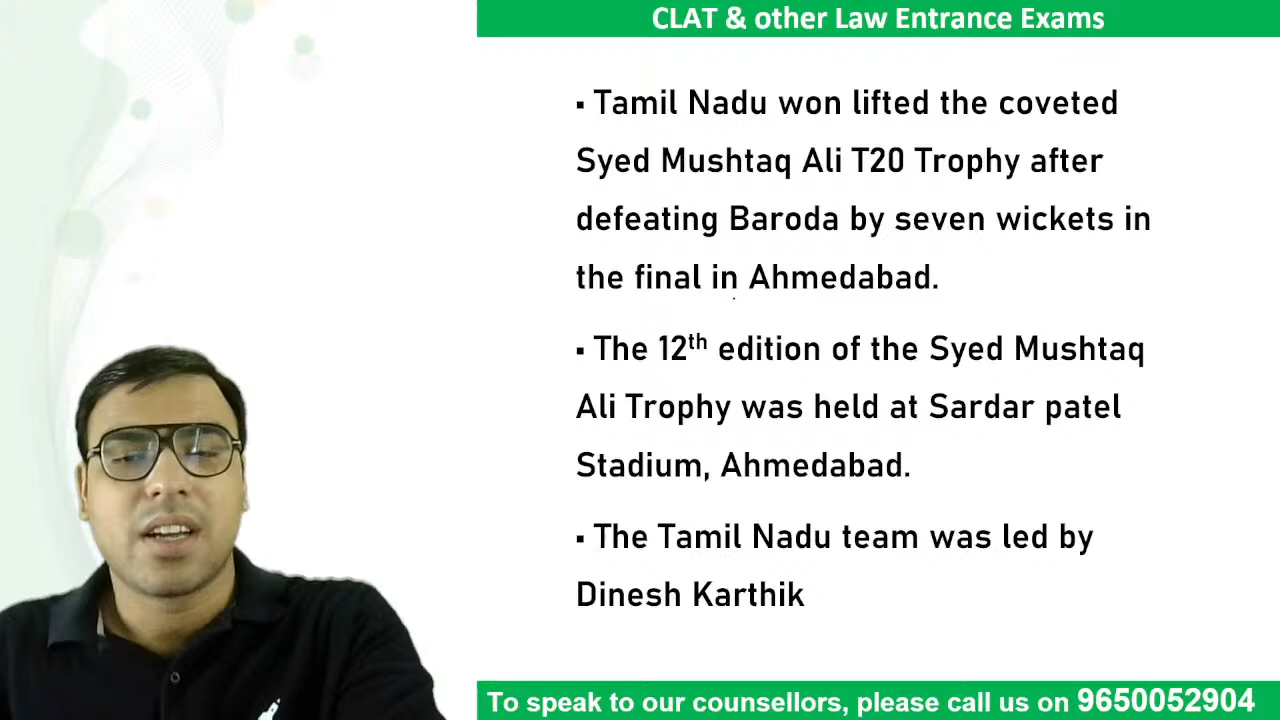 CLAT & other Law Entrance Exams
▪ Tamil Nadu won lifted the coveted
Syed Mushtaq Ali T20 Trophy after
defeating Baroda by seven wickets in
the final in Ahmedabad.
▪ The 12th edition of the Syed Mushtaq
Ali Trophy was held at Sardar patel
Stadium, Ahmedabad.
▪ The Tamil Nadu team was led by
Dinesh Karthik
To speak to our counsellors, please call us on 9650052904